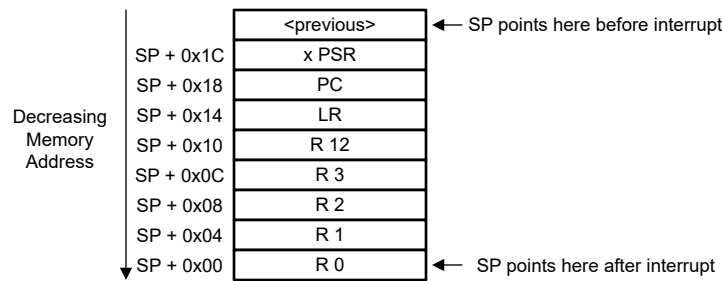 <previous>
SP points here before interrupt
SP + 0x1C
x PSR
SP + 0x18
PC
SP + 0x14
LR
Decreasing
Memory
Address
SP + 0x10
R 12
SP + 0x0C
R 3
SP + 0x08
R 2
SP + 0x04
R 1
SP + 0x00
R 0
SP points here after interrupt